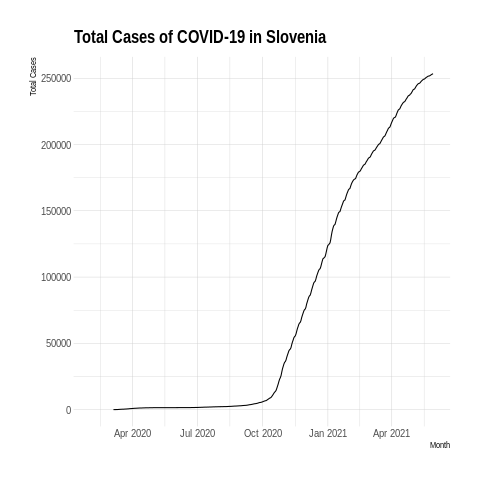 Total Cases of COVID-19 in Slovenia
Total Cases
250000
200000
150000
100000
50000
0
Apr 2020 Jul 2020 Oct 2020 Jan 2021 Apr 2021
Month